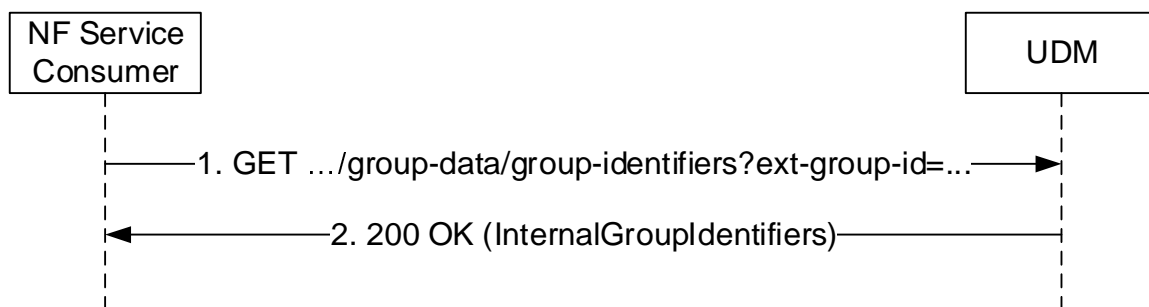 NF Service
Consumer
UDM
1. GET …/group-data/group-identifiers?ext-group-id=...
2. 200 OK (InternalGroupIdentifiers)